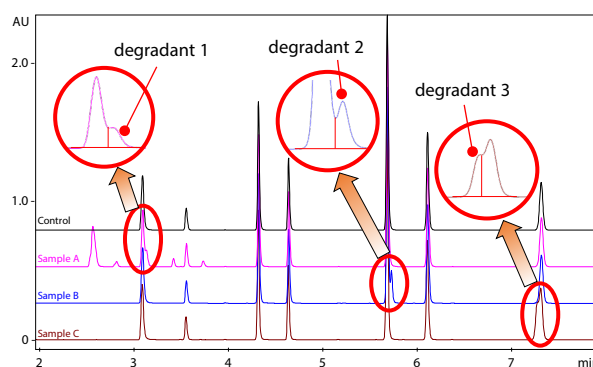 AU
degradant 1
degradant 2
degradant 3
2.0
1.0
Control
Sample A
Sample B
Sample C
0
2 3 4 5 6 7 min